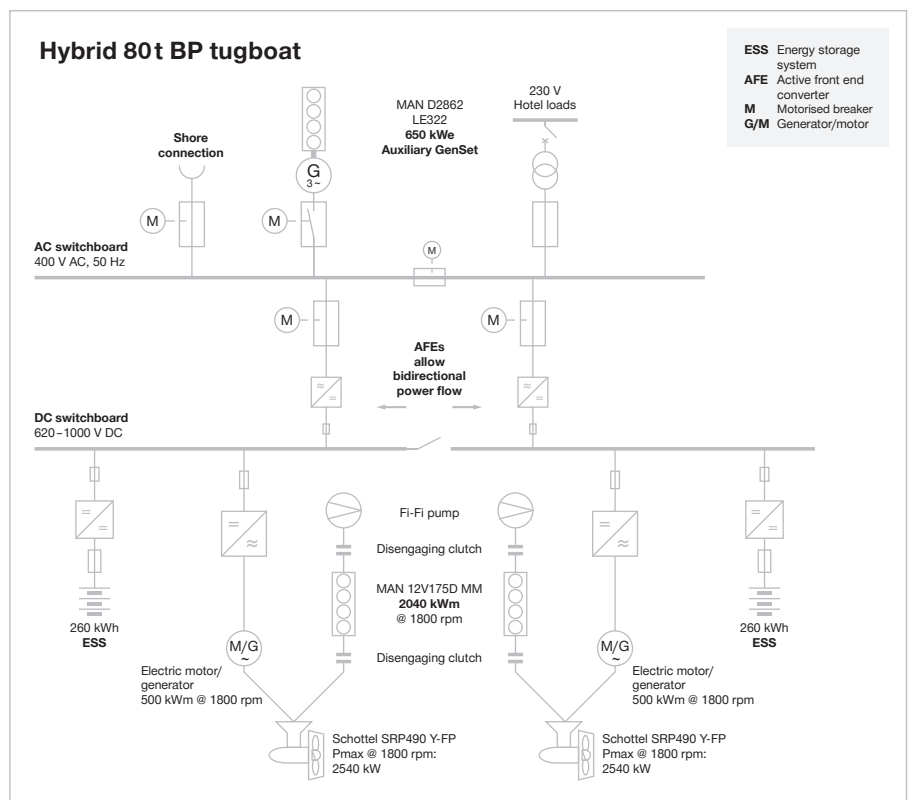 Hybrid 80t BP tugboat
ESS Energy storage
system
AFE Active front end
converter
M Motorised breaker
G/M Generator/motor
MAN D2862
LE322
650 kWe
Auxiliary GenSet
230 V
Hotel loads
Shore
connection
G
3~
M
M
M
AC switchboard
400 V AC, 50 Hz
M
M
AFEs
allow
bidirectional
power flow
DC switchboard
620–1000 V DC
Fi-Fi pump
Disengaging clutch
MAN 12V175D MM
2040 kWm
@ 1800 rpm
Disengaging clutch
260 kWh
ESS
260 kWh
ESS
M/G
~
M/G
~
Electric motor/
generator
500 kWm @ 1800 rpm
Electric motor/
generator
500 kWm @ 1800 rpm
Schottel SRP490 Y-FP
Pmax @ 1800 rpm:
2540 kW
Schottel SRP490 Y-FP
Pmax @ 1800 rpm:
2540 kW